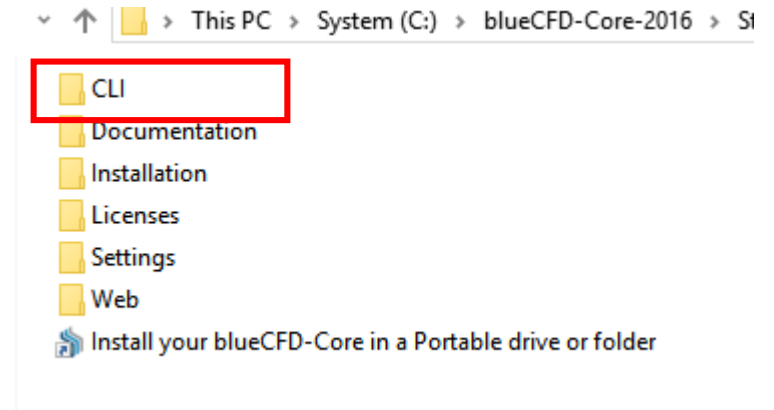 This PC > System (C:) > blueCFD-Core-2016 >
CLI
Documentation
Installation
Licenses
Settings
Web
Install your blueCFD-Core in a Portable drive or folder